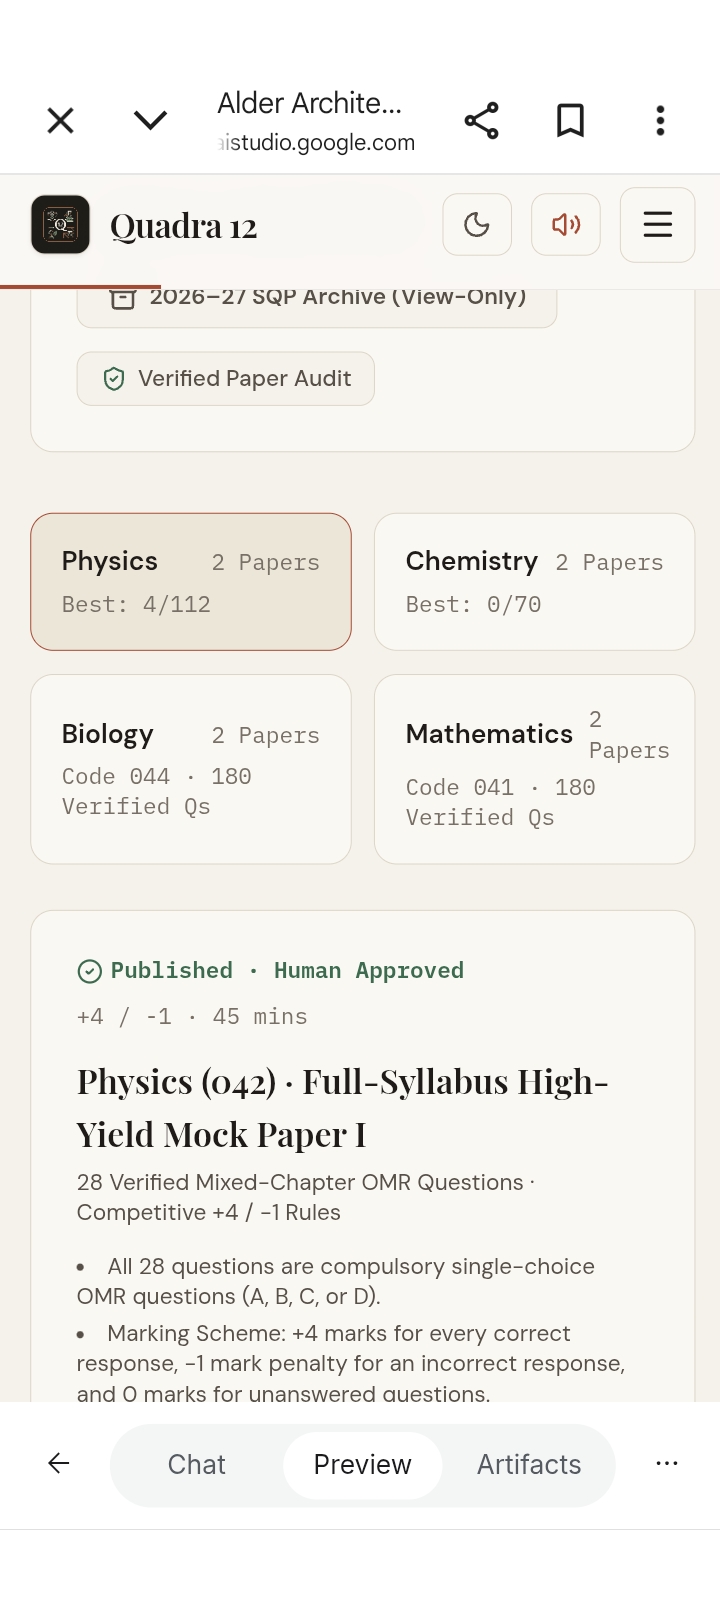 Alder Archite...
aistudio.google.com
Quadra 12
2026–27 SQP Archive (View-Only)
Verified Paper Audit
Physics 2 Papers
Best: 4/112
Chemistry 2 Papers
Best: 0/70
Biology 2 Papers
Code 044 · 180
Verified Qs
Mathematics 2
Papers
Code 041 · 180
Verified Qs
Published · Human Approved
+4 / -1 · 45 mins
Physics (042) · Full-Syllabus High-
Yield Mock Paper I
28 Verified Mixed-Chapter OMR Questions ·
Competitive +4 / −1 Rules
• All 28 questions are compulsory single-choice
OMR questions (A, B, C, or D).
• Marking Scheme: +4 marks for every correct
response, −1 mark penalty for an incorrect response,
and 0 marks for unanswered questions.
Chat Preview Artifacts